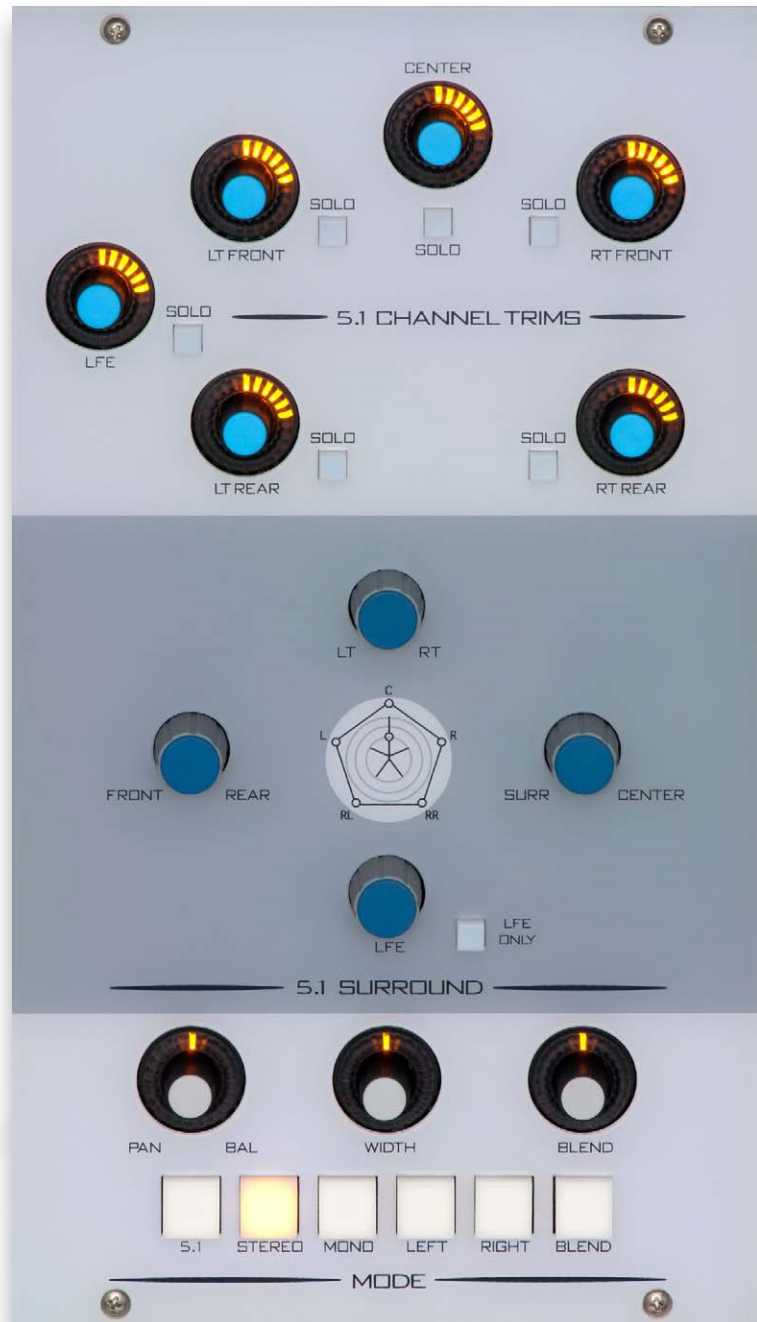 CENTER
SOLO
SOLO
SOLO
LT FRONT
RT FRONT
SOLO
5.1 CHANNEL TRIMS
LFE
SOLO
SOLO
LT REAR
RT REAR
LT RT
C
L R
FRONT REAR
SURR CENTER
RL RR
LFE
LFE
ONLY
5.1 SURROUND
PAN BAL
WIDTH
BLEND
5.1 STEREO MONO LEFT RIGHT BLEND
MODE